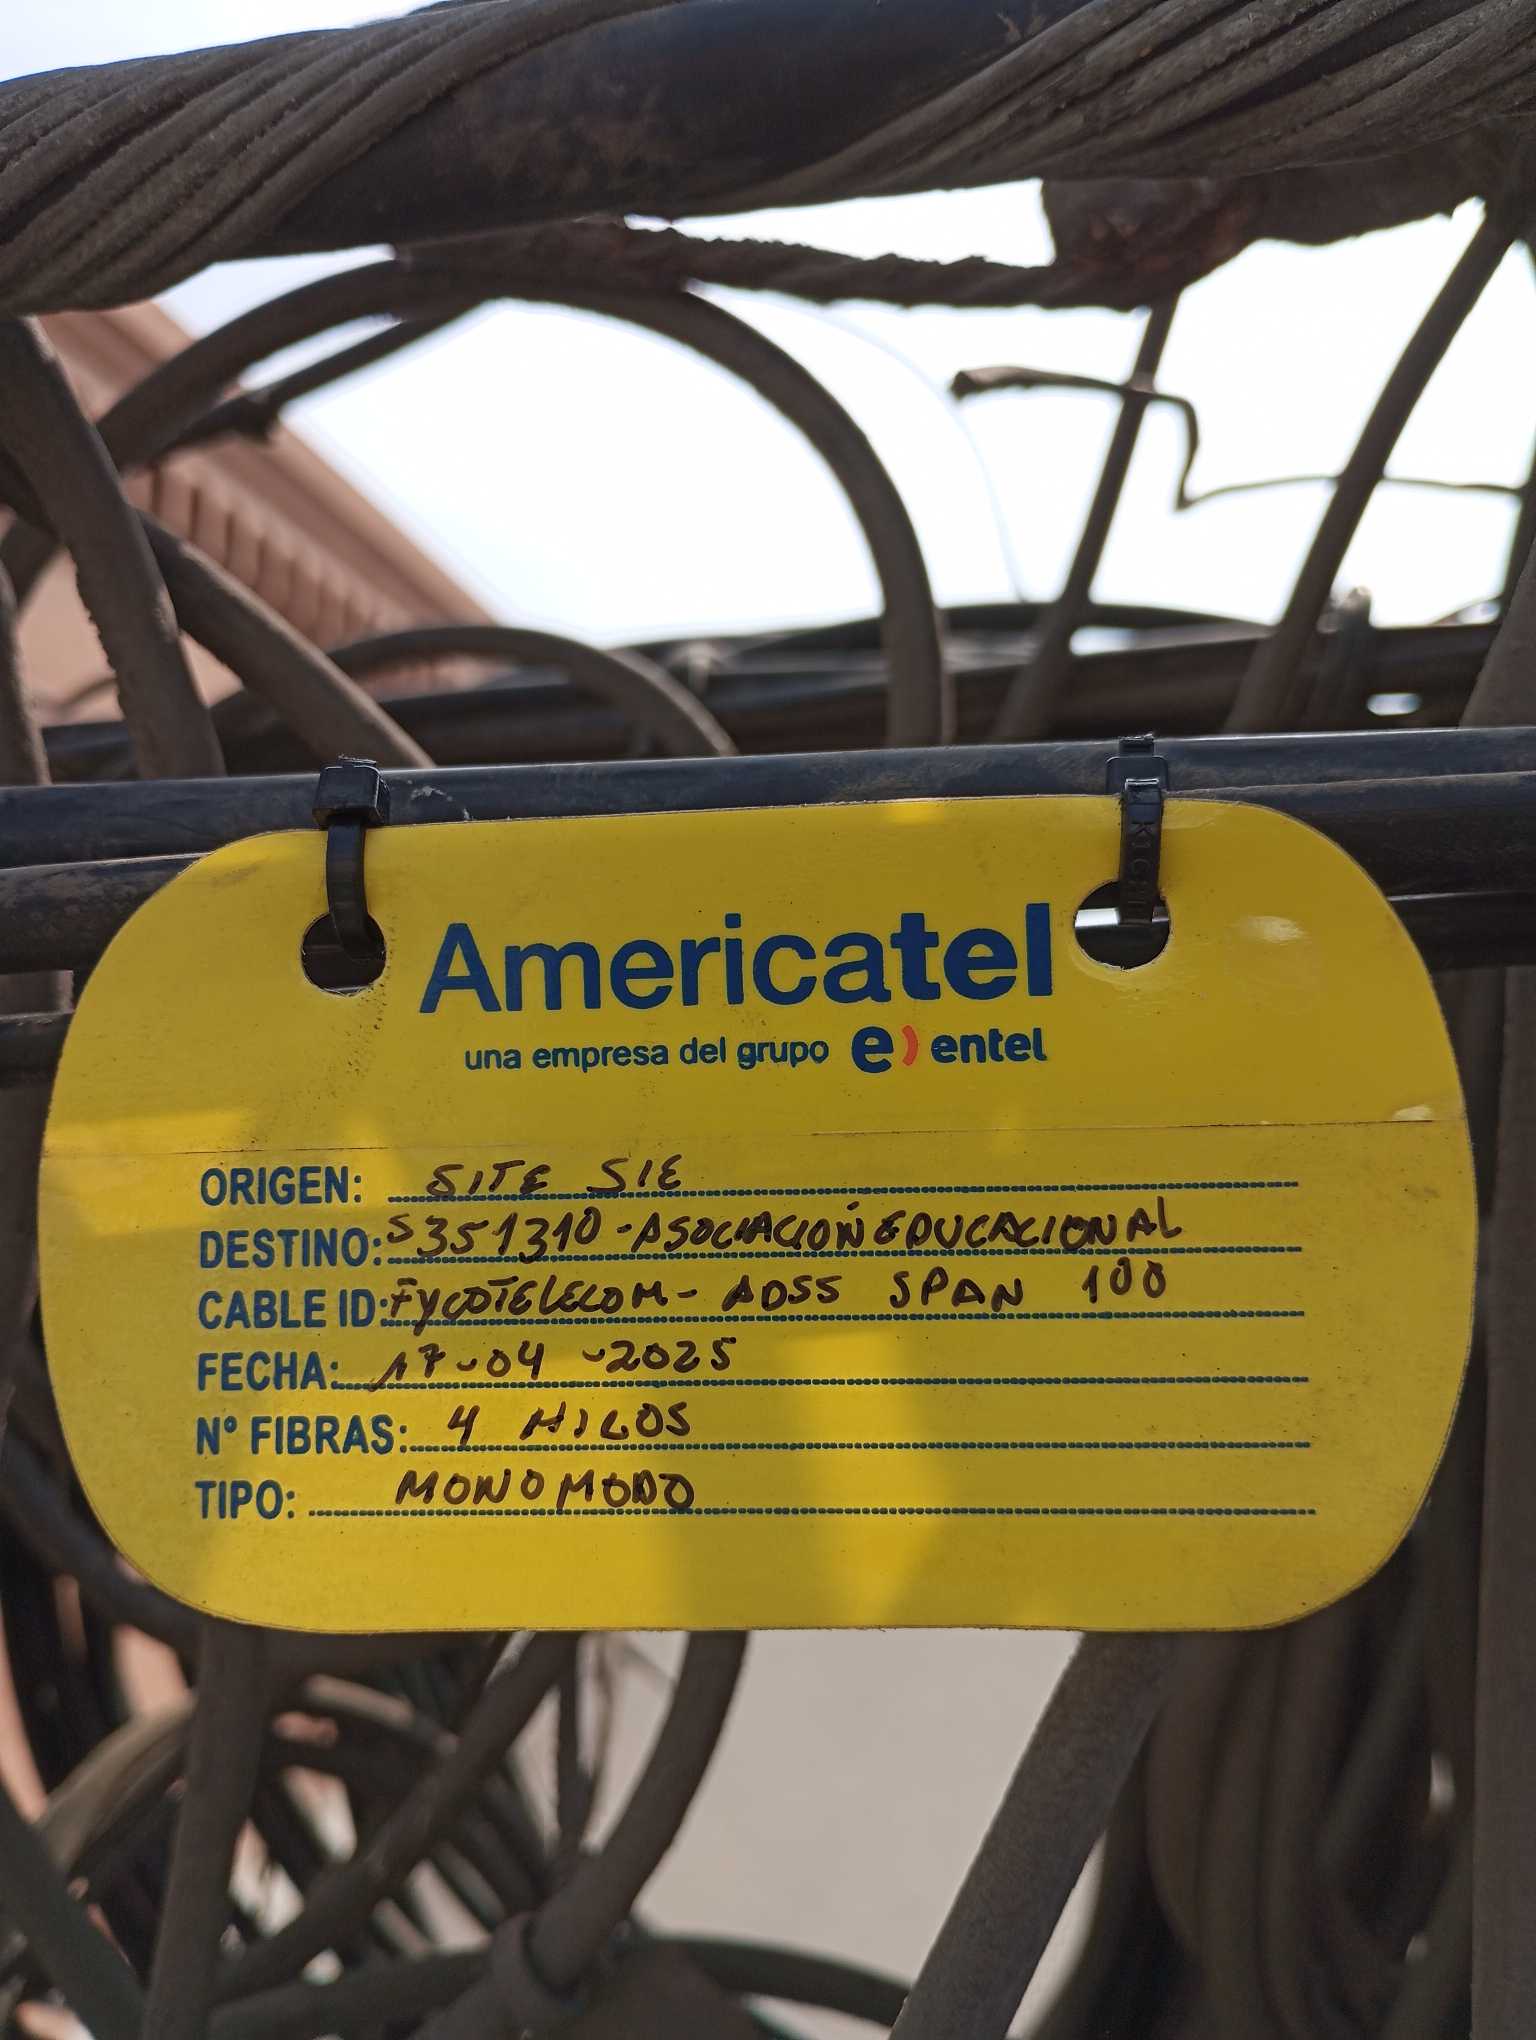 Americatel
una empresa del grupo e) entel
ORIGEN: SITE SIE
DESTINO: S351310-ASOCIACIÓN EDUCACIONAL
CABLE ID: FYCOTELECOM- ADSS SPAN 100
FECHA: 17-04-2025
Nº FIBRAS: 4 HILOS
TIPO: MONOMODO